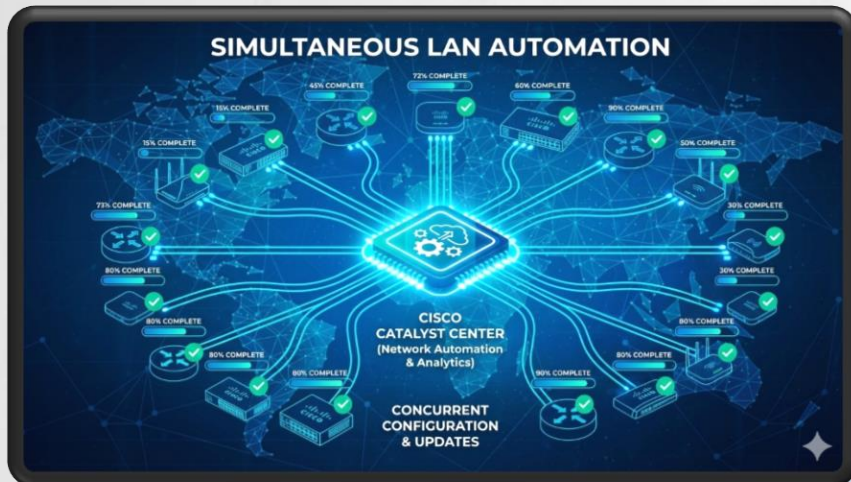 SIMULTANEOUS LAN AUTOMATION
45% COMPLETE
72% COMPLETE
60% COMPLETE
15% COMPLETE
90% COMPLETE
15% COMPLETE
50% COMPLETE
73% COMPLETE
30% COMPLETE
80% COMPLETE
30% COMPLETE
80% COMPLETE
80% COMPLETE
80% COMPLETE
80% COMPLETE
90% COMPLETE
80% COMPLETE
CISCO
CATALYST CENTER
(Network Automation
& Analytics)
CONCURRENT
CONFIGURATION
& UPDATES
CISCO
CISCO